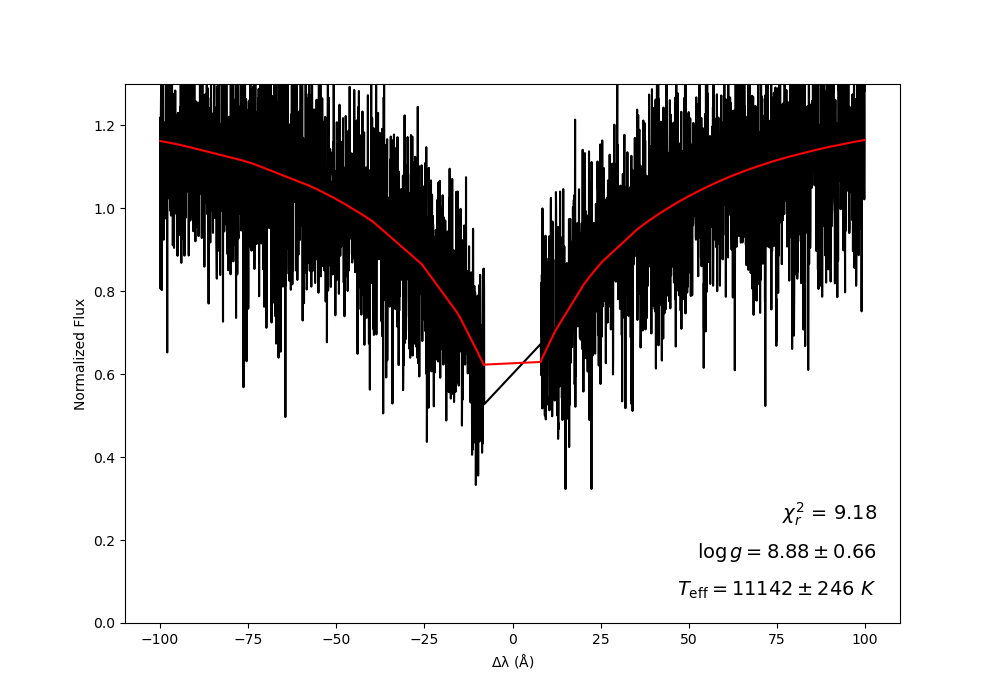 1.2
1.0
0.8
0.6
0.4
0.2
0.0
Normalized Flux
χ²ᵣ = 9.18
log g = 8.88 ± 0.66
T_eff = 11142 ± 246 K
−100 −75 −50 −25 0 25 50 75 100
Δλ (Å)